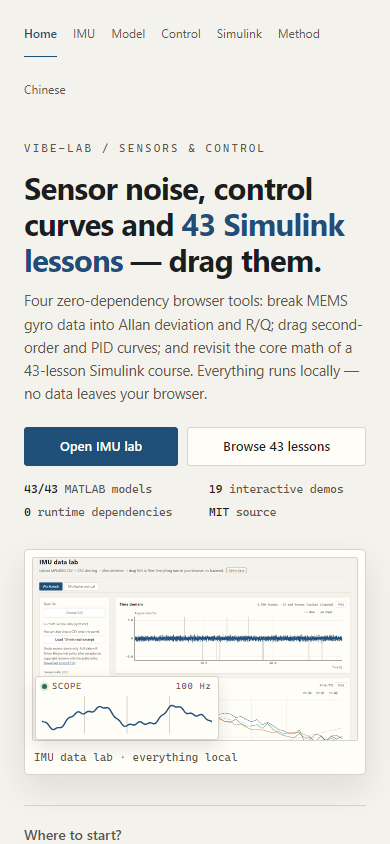 Home IMU Model Control Simulink Method
Chinese
VIBE-LAB / SENSORS & CONTROL
Sensor noise, control
curves and 43 Simulink
lessons — drag them.
Four zero-dependency browser tools: break MEMS
gyro data into Allan deviation and R/Q; drag second-
order and PID curves; and revisit the core math of a
43-lesson Simulink course. Everything runs locally —
no data leaves your browser.
Open IMU lab Browse 43 lessons
43/43 MATLAB models 19 interactive demos
0 runtime dependencies MIT source
IMU data lab
Workbench
Time domain
SCOPE 100 Hz
IMU data lab · everything local
Where to start?